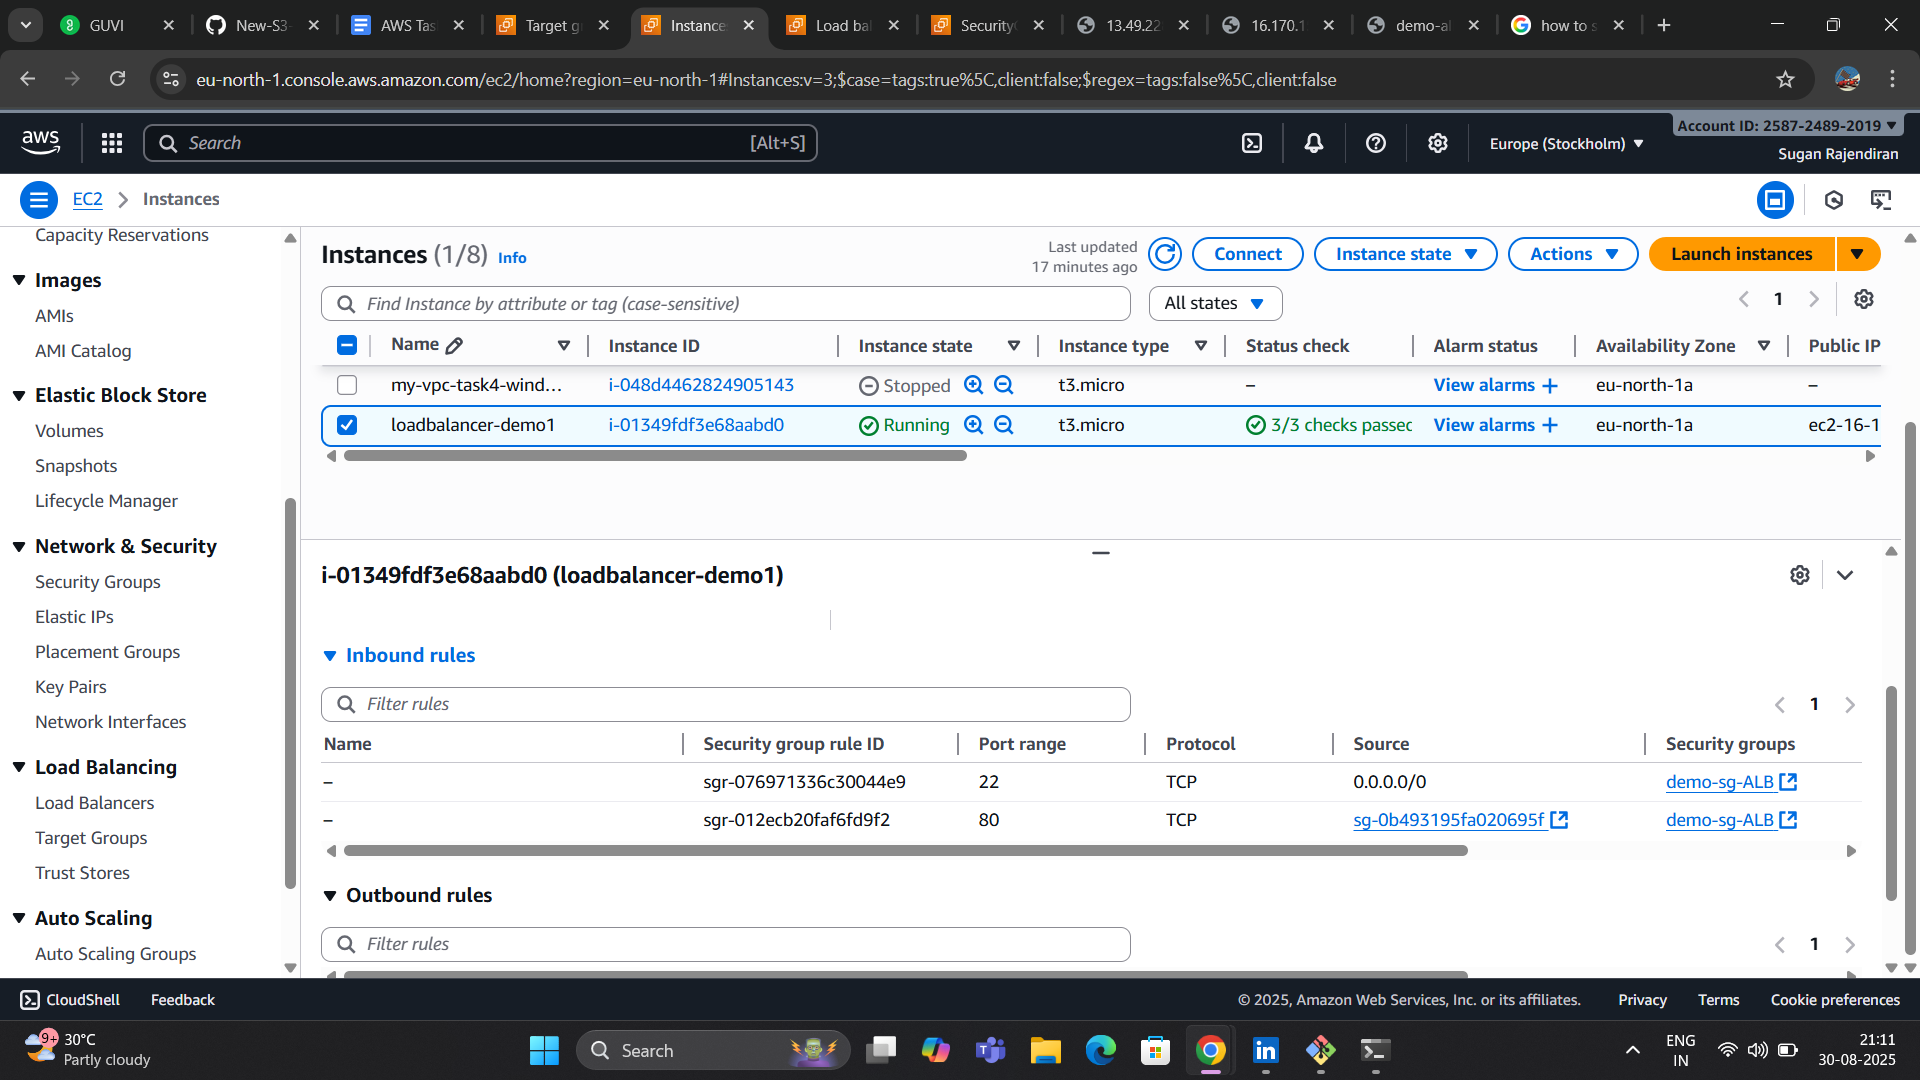 GUVI
New-S3-
AWS Tas
Target g
Instance
Load bal
Security
13.49.22
16.170.1
demo-al
how to s
eu-north-1.console.aws.amazon.com/ec2/home?region=eu-north-1#Instances:v=3;$case=tags:true%5C,client:false;$regex=tags:false%5C,client:false
aws
Search
[Alt+S]
Europe (Stockholm)
Account ID: 2587-2489-2019
Sugan Rajendiran
EC2
Instances
Capacity Reservations
Images
AMIs
AMI Catalog
Elastic Block Store
Volumes
Snapshots
Lifecycle Manager
Network & Security
Security Groups
Elastic IPs
Placement Groups
Key Pairs
Network Interfaces
Load Balancing
Load Balancers
Target Groups
Trust Stores
Auto Scaling
Auto Scaling Groups
Instances (1/8) Info
Last updated
17 minutes ago
Connect
Instance state
Actions
Launch instances
Find Instance by attribute or tag (case-sensitive)
All states
1
Name Instance ID Instance state Instance type Status check Alarm status Availability Zone Public IP
my-vpc-task4-wind... i-048d4462824905143 Stopped t3.micro – View alarms + eu-north-1a –
loadbalancer-demo1 i-01349fdf3e68aabd0 Running t3.micro 3/3 checks passec View alarms + eu-north-1a ec2-16-1
i-01349fdf3e68aabd0 (loadbalancer-demo1)
Inbound rules
Filter rules
1
Name Security group rule ID Port range Protocol Source Security groups
– sgr-076971336c30044e9 22 TCP 0.0.0.0/0 demo-sg-ALB
– sgr-012ecb20faf6fd9f2 80 TCP sg-0b493195fa020695f demo-sg-ALB
Outbound rules
Filter rules
1
CloudShell
Feedback
© 2025, Amazon Web Services, Inc. or its affiliates.
Privacy
Terms
Cookie preferences
9+
30°C
Partly cloudy
Search
ENG
IN
21:11
30-08-2025